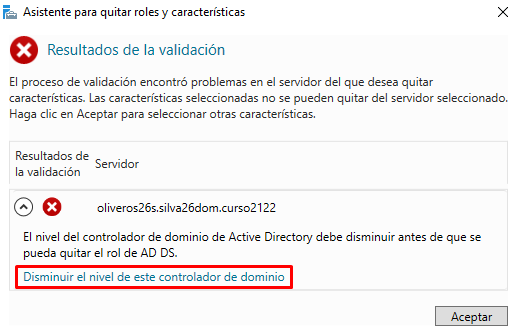 Asistente para quitar roles y características
Resultados de la validación
El proceso de validación encontró problemas en el servidor del que desea quitar
características. Las características seleccionadas no se pueden quitar del servidor seleccionado.
Haga clic en Aceptar para seleccionar otras características.
Resultados de
la validación
Servidor
oliveros26s.silva26dom.curso2122
El nivel del controlador de dominio de Active Directory debe disminuir antes de que se
pueda quitar el rol de AD DS.
Disminuir el nivel de este controlador de dominio
Aceptar